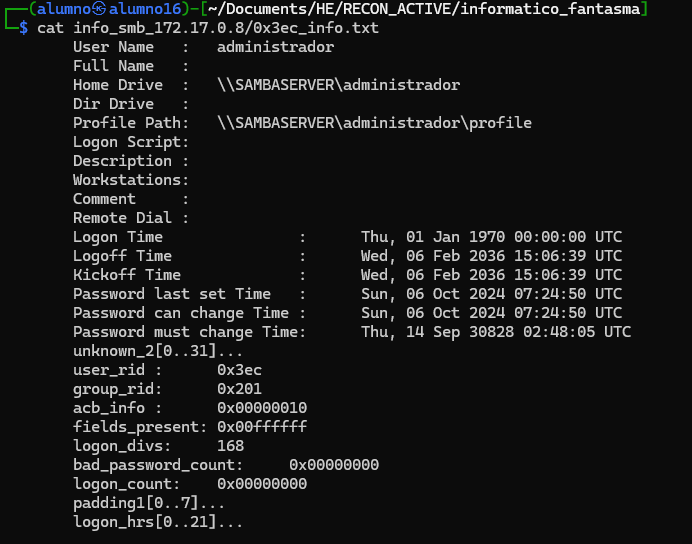 (alumno㉿alumno16)-[~/Documents/HE/RECON_ACTIVE/informatico_fantasma]
$ cat info_smb_172.17.0.8/0x3ec_info.txt
User Name   :   administrador
Full Name   :
Home Drive  :   \\SAMBASERVER\administrador
Dir Drive   :
Profile Path:   \\SAMBASERVER\administrador\profile
Logon Script:
Description :
Workstations:
Comment     :
Remote Dial :
Logon Time               :      Thu, 01 Jan 1970 00:00:00 UTC
Logoff Time              :      Wed, 06 Feb 2036 15:06:39 UTC
Kickoff Time             :      Wed, 06 Feb 2036 15:06:39 UTC
Password last set Time   :      Sun, 06 Oct 2024 07:24:50 UTC
Password can change Time :      Sun, 06 Oct 2024 07:24:50 UTC
Password must change Time:      Thu, 14 Sep 30828 02:48:05 UTC
unknown_2[0..31]...
user_rid :      0x3ec
group_rid:      0x201
acb_info :      0x00000010
fields_present: 0x00ffffff
logon_divs:     168
bad_password_count:     0x00000000
logon_count:    0x00000000
padding1[0..7]...
logon_hrs[0..21]...